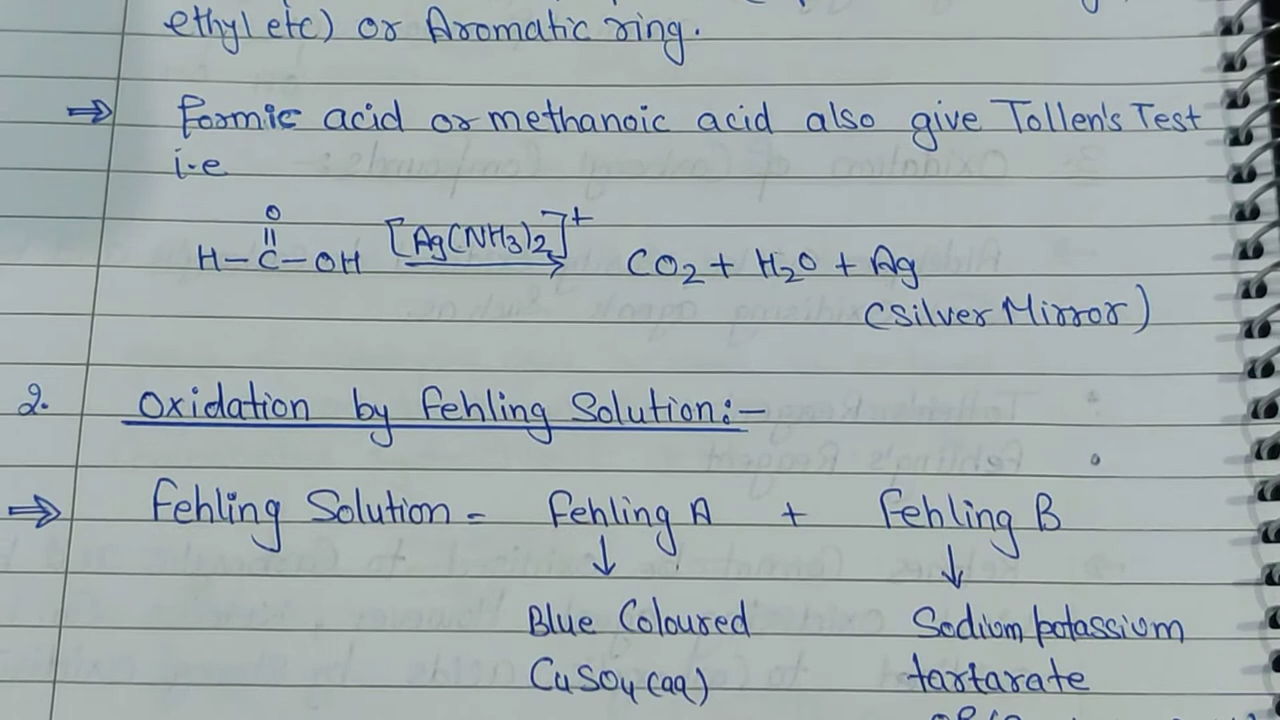 ethyl etc) or Aromatic ring.
⇒ formic acid or methanoic acid also give Tollen's Test
i.e
O
||
H-C-OH [Ag(NH3)2]+ → CO2 + H2O + Ag
(Silver Mirror)
2. Oxidation by Fehling Solution:-
⇒ Fehling Solution = Fehling A + Fehling B
↓ ↓
Blue Coloured Sodium potassium
CuSO4(aq) tartarate